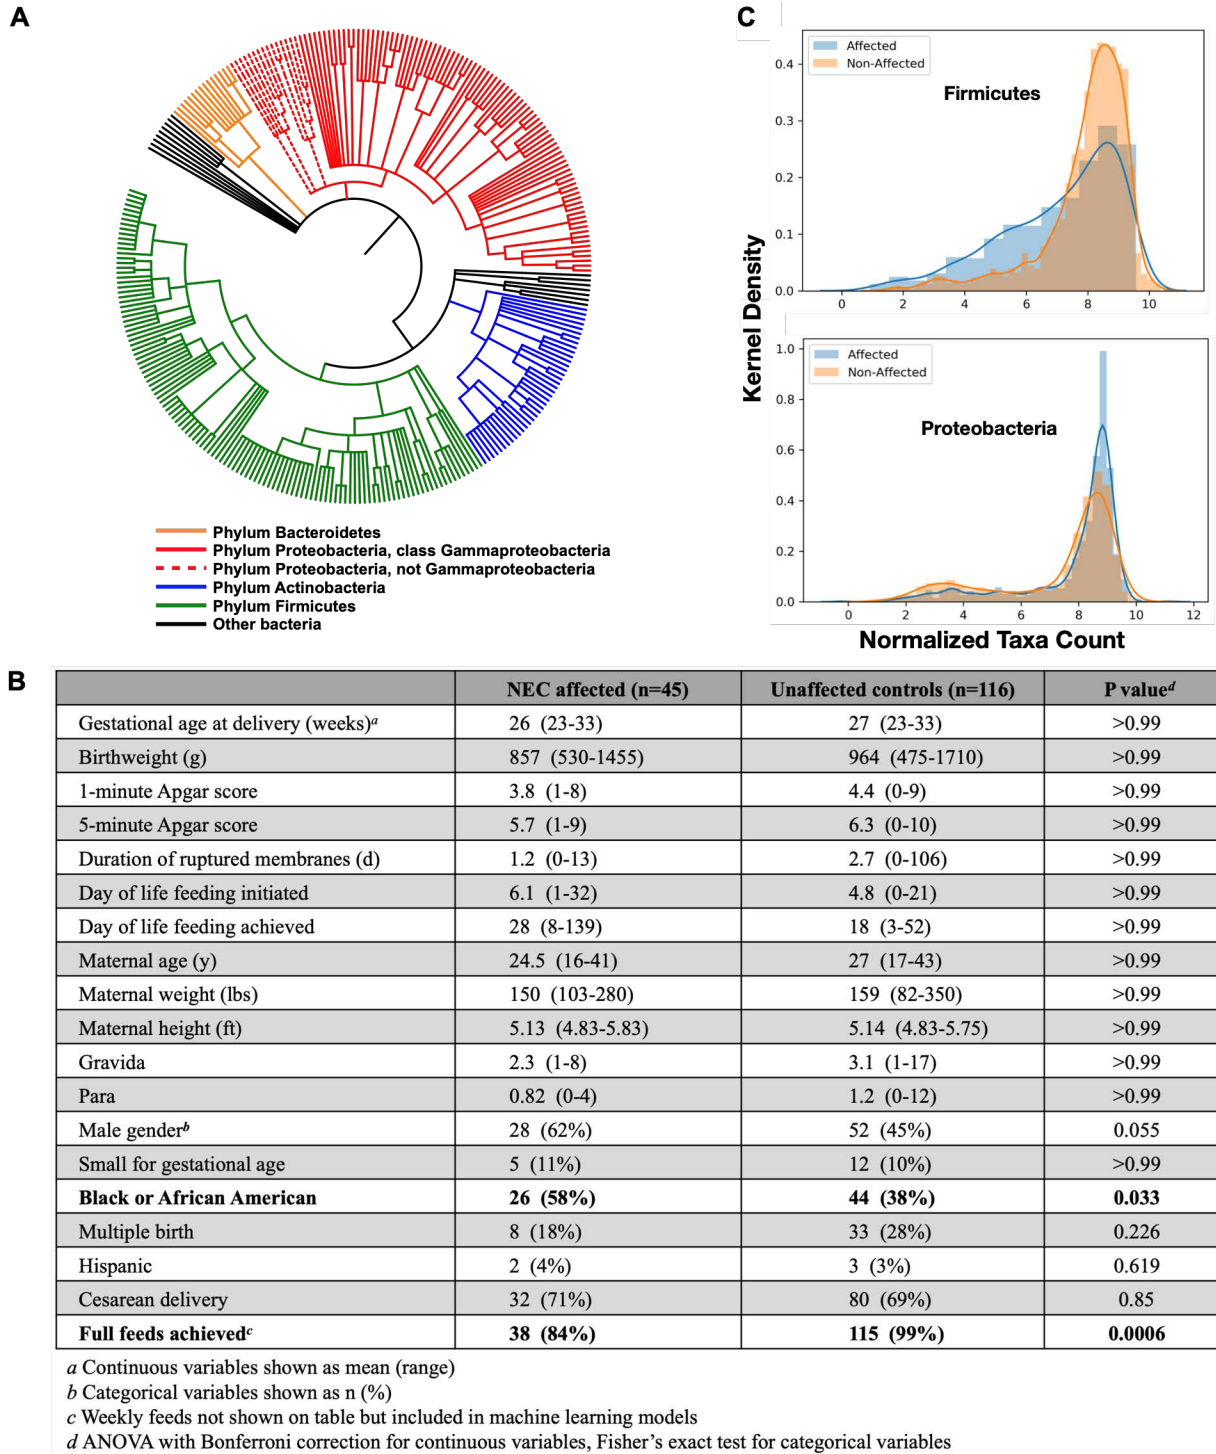 A
Phylum Bacteroidetes
Phylum Proteobacteria, class Gammaproteobacteria
Phylum Proteobacteria, not Gammaproteobacteria
Phylum Actinobacteria
Phylum Firmicutes
Other bacteria
C
Affected
Non-Affected
Firmicutes
0.4
0.3
0.2
0.1
0.0
0 2 4 6 8 10
Kernel Density
Affected
Non-Affected
Proteobacteria
1.0
0.8
0.6
0.4
0.2
0.0
0 2 4 6 8 10 12
Normalized Taxa Count
B
NEC affected (n=45) Unaffected controls (n=116) P value d
Gestational age at delivery (weeks) a 26 (23-33) 27 (23-33) >0.99
Birthweight (g) 857 (530-1455) 964 (475-1710) >0.99
1-minute Apgar score 3.8 (1-8) 4.4 (0-9) >0.99
5-minute Apgar score 5.7 (1-9) 6.3 (0-10) >0.99
Duration of ruptured membranes (d) 1.2 (0-13) 2.7 (0-106) >0.99
Day of life feeding initiated 6.1 (1-32) 4.8 (0-21) >0.99
Day of life feeding achieved 28 (8-139) 18 (3-52) >0.99
Maternal age (y) 24.5 (16-41) 27 (17-43) >0.99
Maternal weight (lbs) 150 (103-280) 159 (82-350) >0.99
Maternal height (ft) 5.13 (4.83-5.83) 5.14 (4.83-5.75) >0.99
Gravida 2.3 (1-8) 3.1 (1-17) >0.99
Para 0.82 (0-4) 1.2 (0-12) >0.99
Male gender b 28 (62%) 52 (45%) 0.055
Small for gestational age 5 (11%) 12 (10%) >0.99
Black or African American 26 (58%) 44 (38%) 0.033
Multiple birth 8 (18%) 33 (28%) 0.226
Hispanic 2 (4%) 3 (3%) 0.619
Cesarean delivery 32 (71%) 80 (69%) 0.85
Full feeds achieved c 38 (84%) 115 (99%) 0.0006
a Continuous variables shown as mean (range)
b Categorical variables shown as n (%)
c Weekly feeds not shown on table but included in machine learning models
d ANOVA with Bonferroni correction for continuous variables, Fisher's exact test for categorical variables